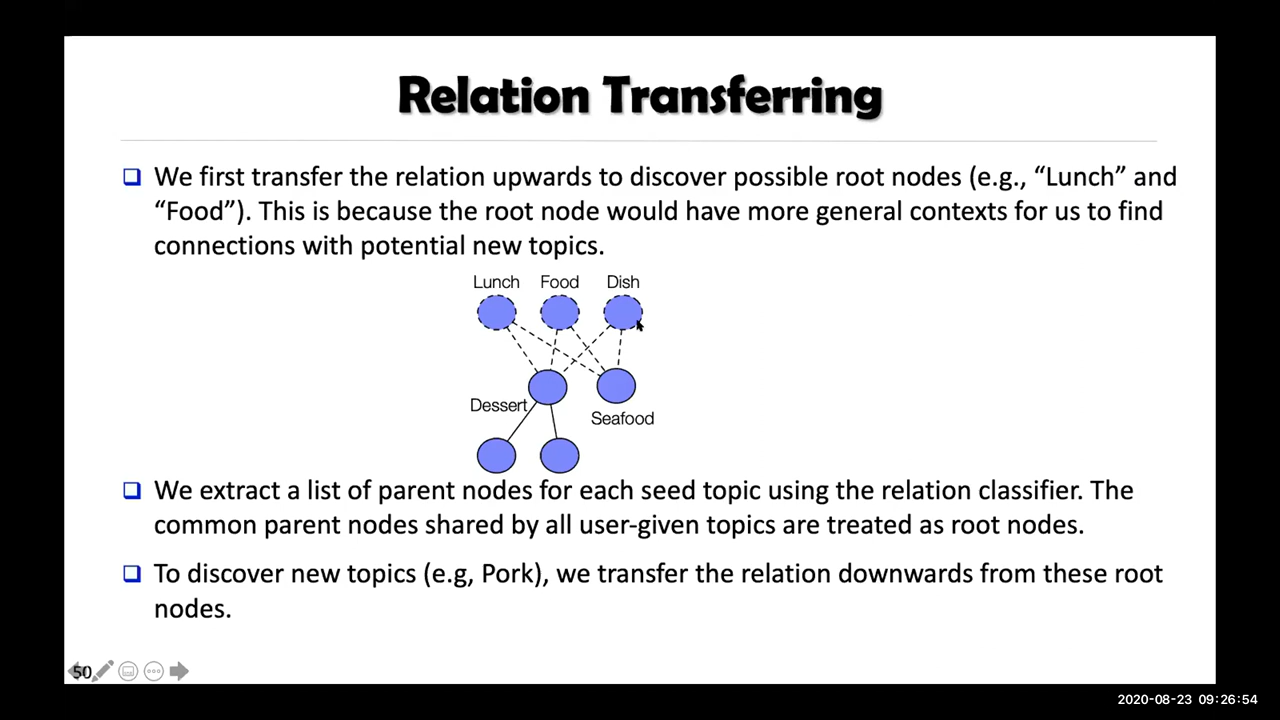 Relation Transferring
We first transfer the relation upwards to discover possible root nodes (e.g., “Lunch” and
“Food”). This is because the root node would have more general contexts for us to find
connections with potential new topics.
Lunch Food Dish
Dessert
Seafood
We extract a list of parent nodes for each seed topic using the relation classifier. The
common parent nodes shared by all user-given topics are treated as root nodes.
To discover new topics (e.g, Pork), we transfer the relation downwards from these root
nodes.
50
2020-08-23 09:26:54